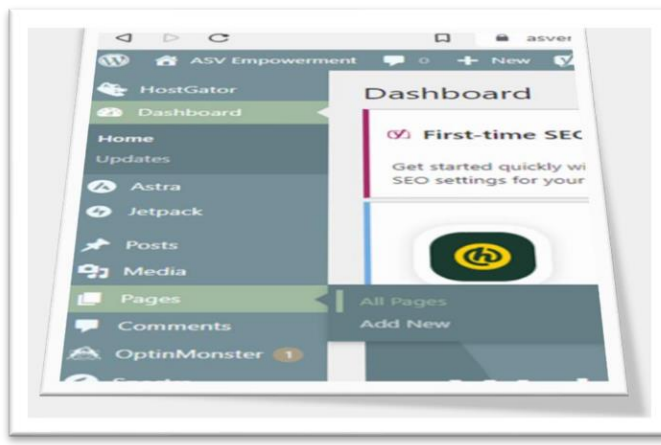 asver
ASV Empowerment 0 + New
HostGator
Dashboard
Home
Updates
Astra
Jetpack
Posts
Media
Pages
Comments
OptinMonster 1
Dashboard
First-time SEO
Get started quickly wi
SEO settings for your
All Pages
Add New